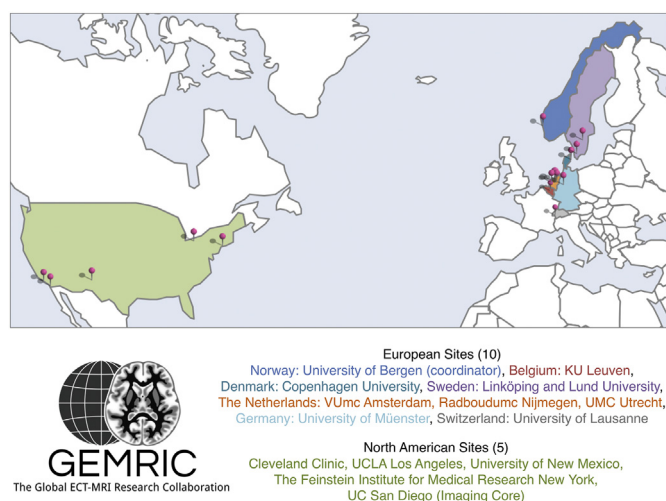 European Sites (10)
Norway: University of Bergen (coordinator), Belgium: KU Leuven,
Denmark: Copenhagen University, Sweden: Linköping and Lund University,
The Netherlands: VUmc Amsterdam, Radboudumc Nijmegen, UMC Utrecht,
Germany: University of Müenster, Switzerland: University of Lausanne
North American Sites (5)
Cleveland Clinic, UCLA Los Angeles, University of New Mexico,
The Feinstein Institute for Medical Research New York,
UC San Diego (Imaging Core)
GEMRIC
The Global ECT-MRI Research Collaboration